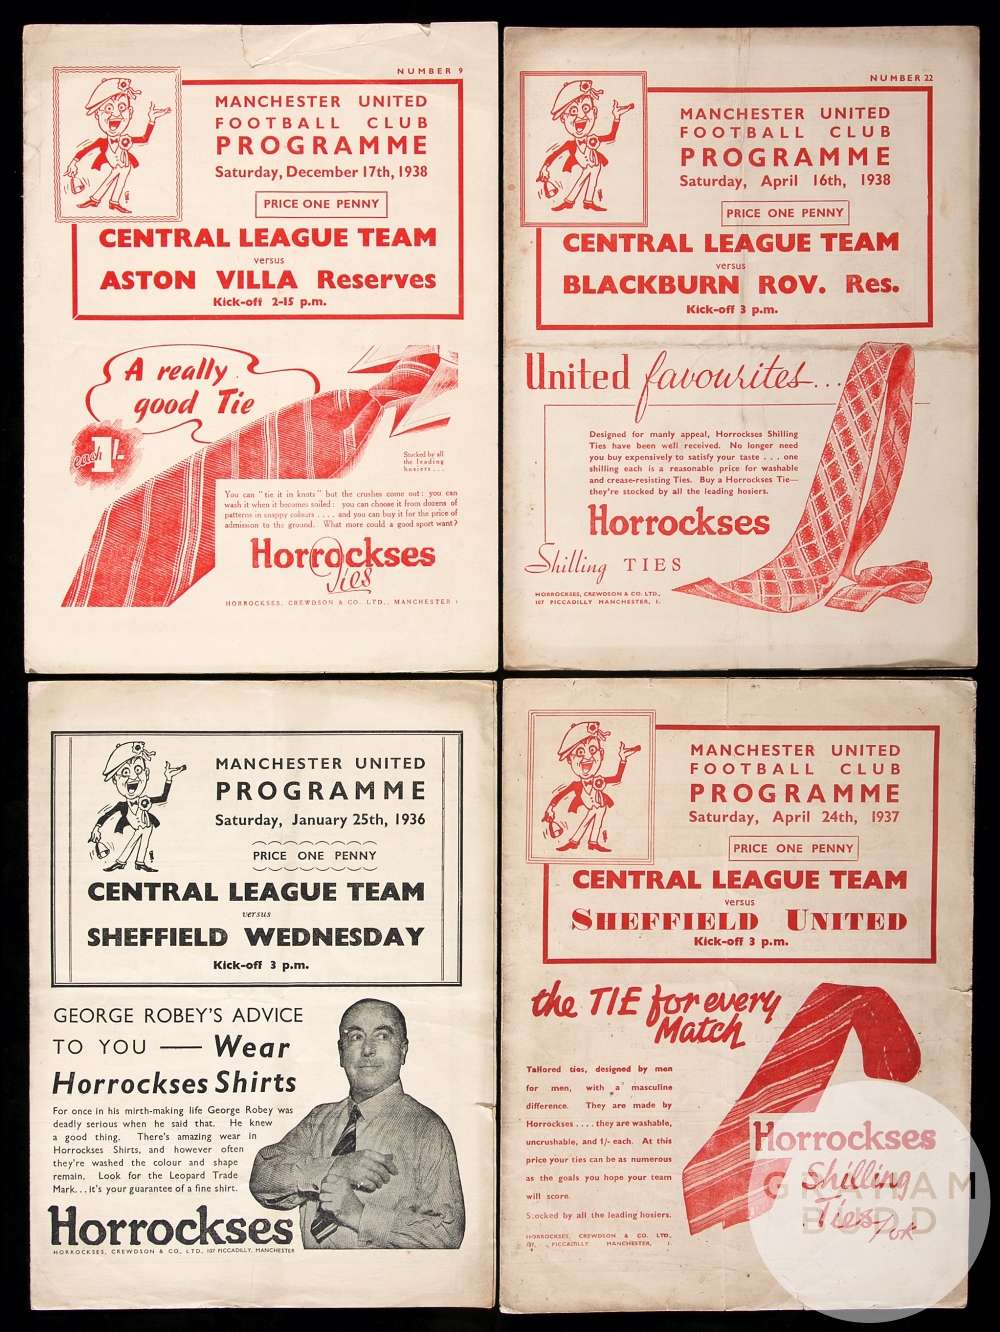 NUMBER 9
MANCHESTER UNITED
FOOTBALL CLUB
PROGRAMME
Saturday, December 17th, 1938
PRICE ONE PENNY
CENTRAL LEAGUE TEAM
versus
ASTON VILLA Reserves
Kick-off 2-15 p.m.
A really
good Tie
each 1/-
Stocked by all
the leading
hosiers...
You can "tie it in knots" but the crushes come out: you can
wash it when it becomes soiled: you can choose it from dozens of
patterns in snappy colours.... and you can buy it for the price of
admission to the ground. What more could a good sport want?
Horrockses
Ties
HORROCKSES, CREWDSON & CO. LTD., MANCHESTER 1
NUMBER 22
MANCHESTER UNITED
FOOTBALL CLUB
PROGRAMME
Saturday, April 16th, 1938
PRICE ONE PENNY
CENTRAL LEAGUE TEAM
versus
BLACKBURN ROV. Res.
Kick-off 3 p.m.
United favourites...
Designed for manly appeal, Horrockses Shilling
Ties have been well received. No longer need
you buy expensively to satisfy your taste . . . one
shilling each is a reasonable price for washable
and crease-resisting Ties. Buy a Horrockses Tie—
they're stocked by all the leading hosiers.
Horrockses
Shilling TIES
HORROCKSES, CREWDSON & CO. LTD.,
107 PICCADILLY MANCHESTER, 1.
MANCHESTER UNITED
PROGRAMME
Saturday, January 25th, 1936
PRICE ONE PENNY
CENTRAL LEAGUE TEAM
versus
SHEFFIELD WEDNESDAY
Kick-off 3 p.m.
GEORGE ROBEY'S ADVICE
TO YOU — Wear
Horrockses Shirts
For once in his mirth-making life George Robey was
deadly serious when he said that. He knew
a good thing. There's amazing wear in
Horrockses Shirts, and however often
they're washed the colour and shape
remain. Look for the Leopard Trade
Mark...it's your guarantee of a fine shirt.
Horrockses
HORROCKSES, CREWDSON & CO., LTD., 107 PICCADILLY, MANCHESTER
MANCHESTER UNITED
FOOTBALL CLUB
PROGRAMME
Saturday, April 24th, 1937
PRICE ONE PENNY
CENTRAL LEAGUE TEAM
versus
SHEFFIELD UNITED
Kick-off 3 p.m.
the TIE for every
Match
Tailored ties, designed by men
for men, with a masculine
difference. They are made by
Horrockses.... they are washable,
uncrushable, and 1/- each. At this
price your ties can be as numerous
as the goals you hope your team
will score.
Stocked by all the leading hosiers.
HORROCKSES, CREWDSON & CO. LTD.,
107, PICCADILLY MANCHESTER, 1.
Horrockses
Shilling
Ties
GRAHAM
BUDD